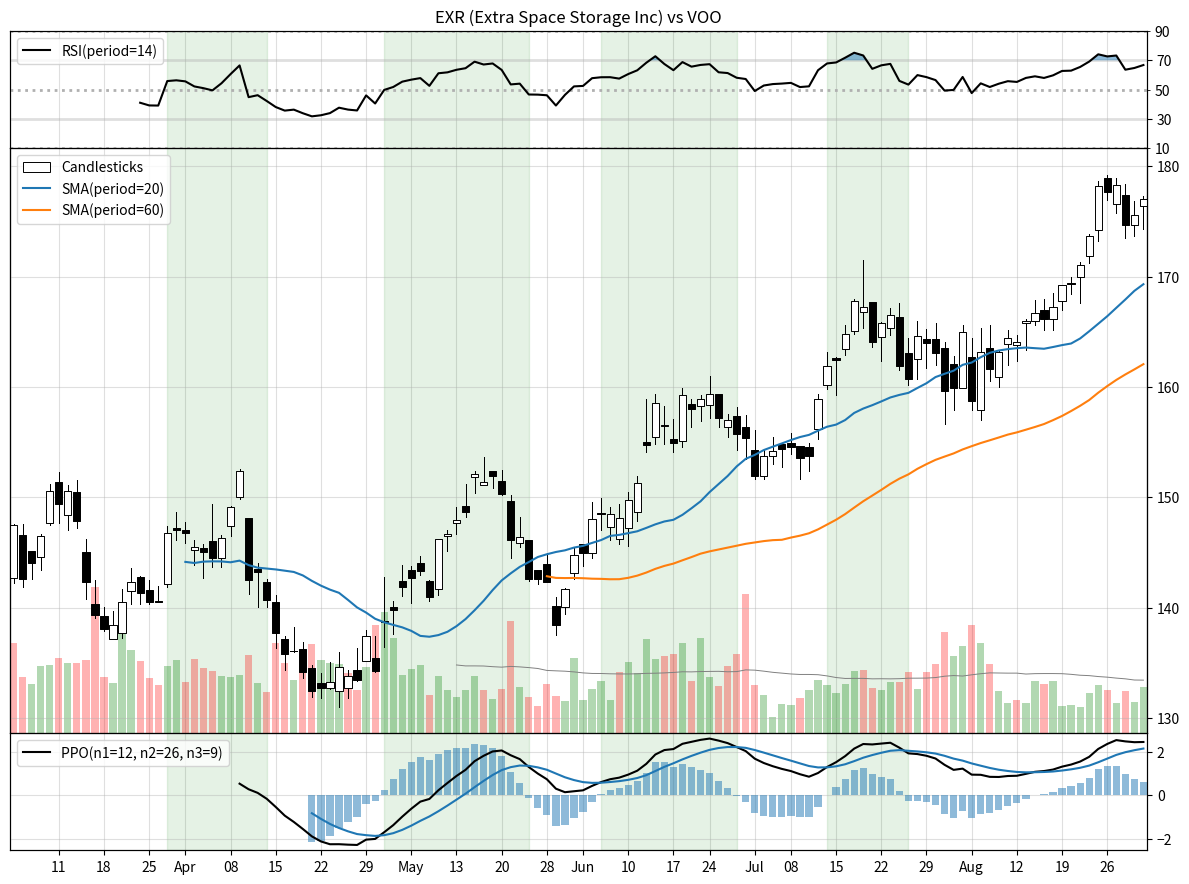 EXR (Extra Space Storage Inc) vs VOO
RSI(period=14)
90
70
50
30
10
Candlesticks
SMA(period=20)
SMA(period=60)
180
170
160
150
140
130
PPO(n1=12, n2=26, n3=9)
2
0
−2
11 18 25 Apr 08 15 22 29 May 13 20 28 Jun 10 17 24 Jul 08 15 22 29 Aug 12 19 26